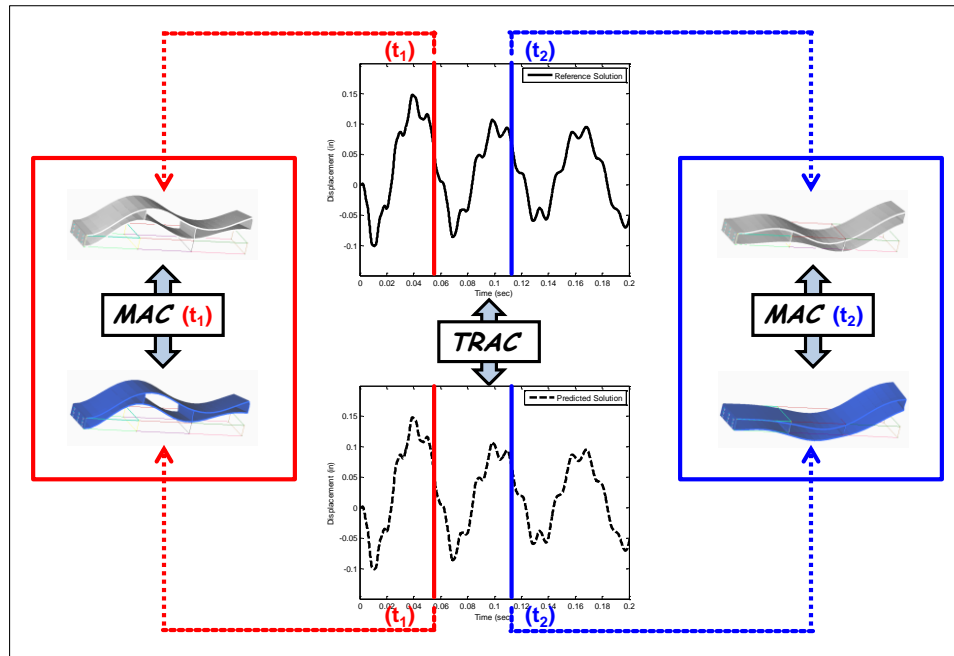 (t1)
(t2)
Reference Solution
0.15
0.1
0.05
0
-0.05
-0.1
Displacement (in)
0 0.02 0.04 0.06 0.08 0.1 0.12 0.14 0.16 0.18 0.2
Time (sec)
MAC (t1)
TRAC
MAC (t2)
Predicted Solution
0.15
0.1
0.05
0
-0.05
-0.1
Displacement (in)
0 0.02 0.04 0.06 0.08 0.1 0.12 0.14 0.16 0.18 0.2
Time (sec)
(t1)
(t2)